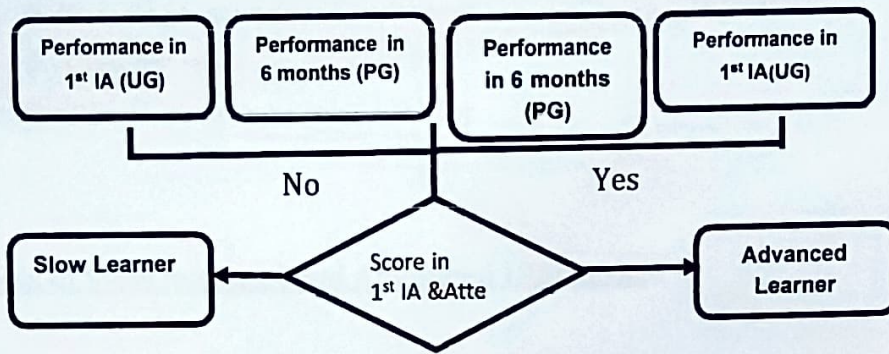 Performance in
1st IA (UG)
Performance in
6 months (PG)
Performance
in 6 months
(PG)
Performance in
1st IA(UG)
No
Yes
Slow Learner
Score in
1st IA &Atte
Advanced
Learner